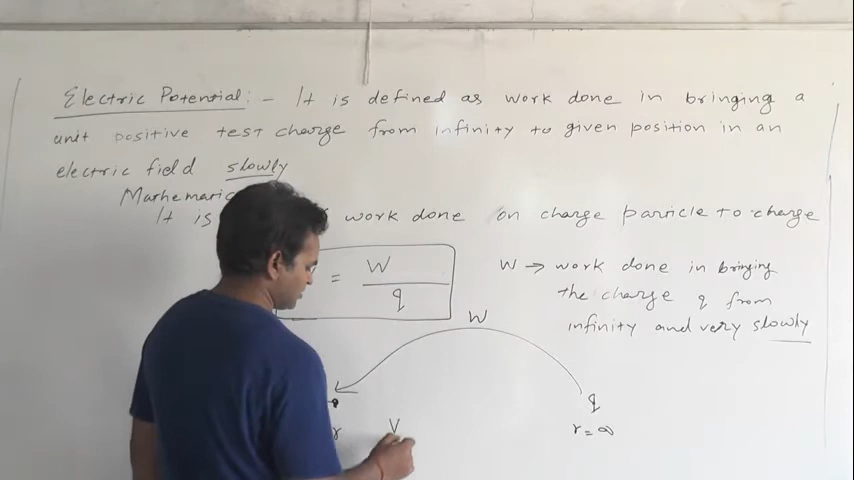 Electric Potential :- It is defined as work done in bringing a
unit positive test charge from infinity to given position in an
electric field slowly
It is work done on charge particle to charge
= W
q
W → work done in bringing
the charge q from
infinity and very slowly
W
q
r
V
r = ∞